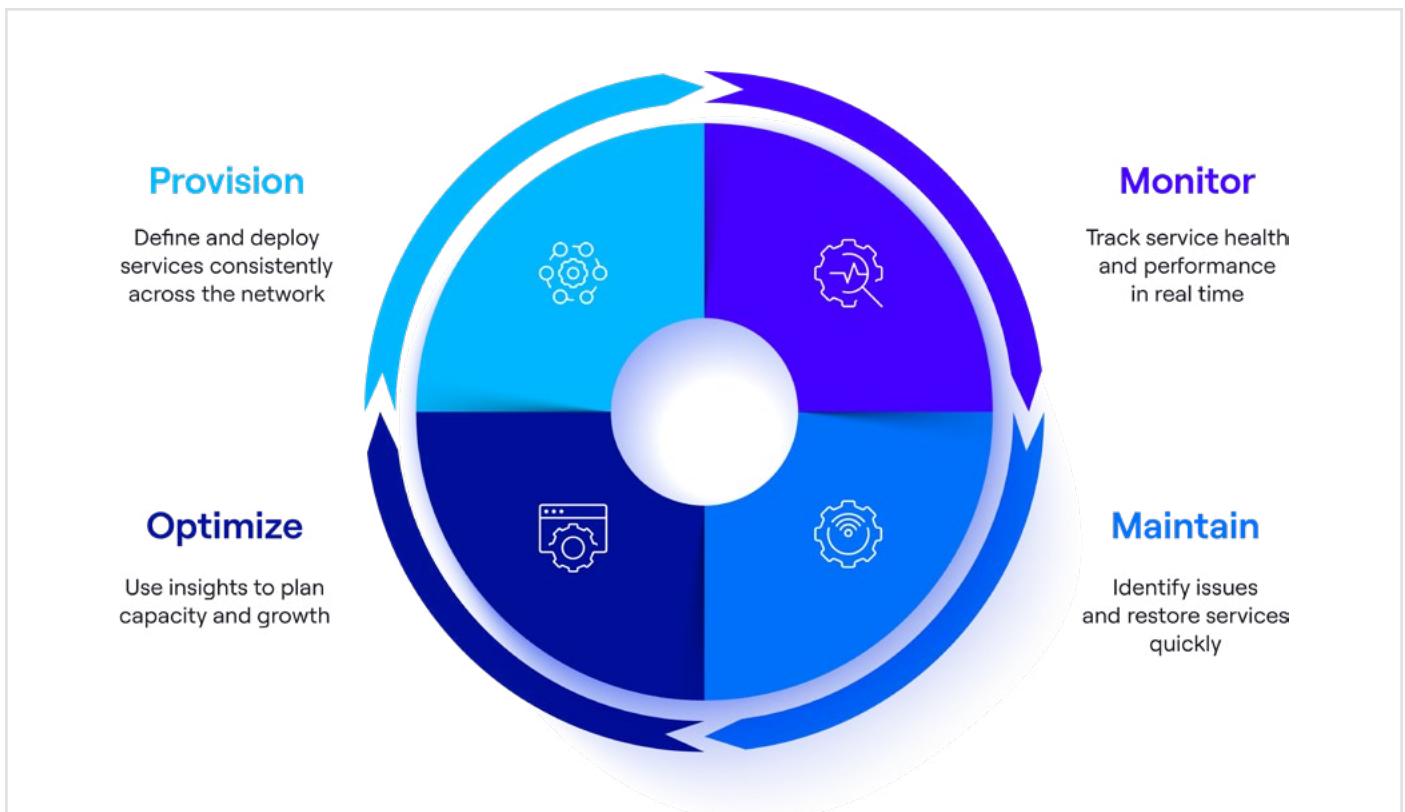 Provision
Define and deploy
services consistently
across the network
Monitor
Track service health
and performance
in real time
Optimize
Use insights to plan
capacity and growth
Maintain
Identify issues
and restore services
quickly